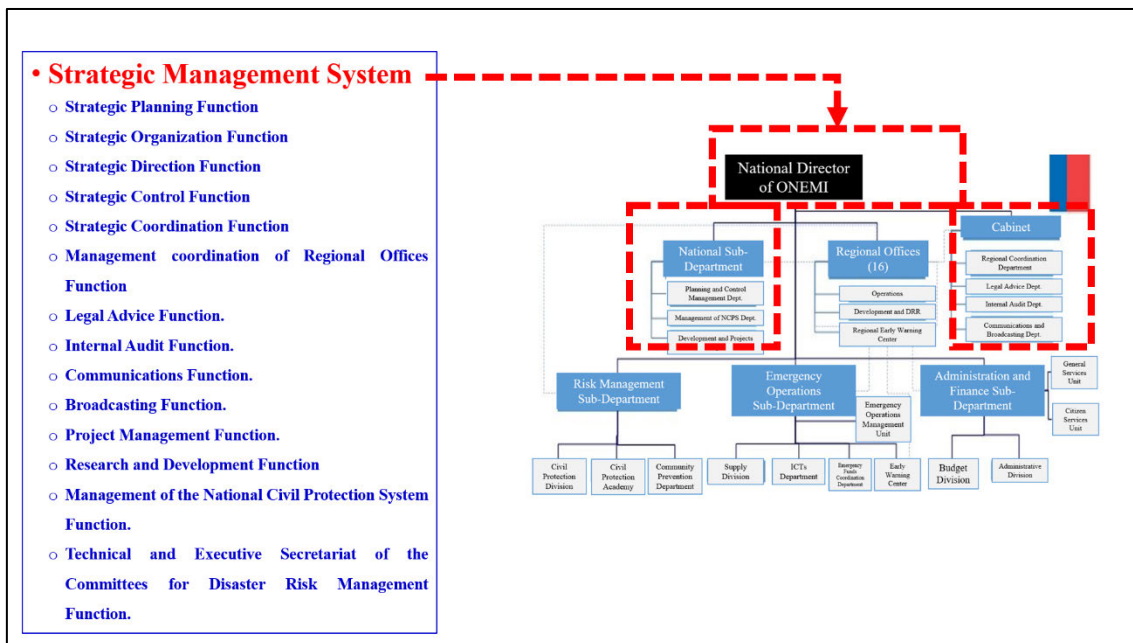 • Strategic Management System
o Strategic Planning Function
o Strategic Organization Function
o Strategic Direction Function
o Strategic Control Function
o Strategic Coordination Function
o Management coordination of Regional Offices
Function
o Legal Advice Function.
o Internal Audit Function.
o Communications Function.
o Broadcasting Function.
o Project Management Function.
o Research and Development Function
o Management of the National Civil Protection System
Function.
o Technical and Executive Secretariat of the
Committees for Disaster Risk Management
Function.
National Director
of ONEMI
National Sub-
Department
Planning and Control
Management Dept.
Management of NCPS Dept.
Development and Projects
Regional Offices
(16)
Operations
Development and DRR
Regional Early Warning
Center
Cabinet
Regional Coordination
Department
Legal Advice Dept.
Internal Audit Dept.
Communications and
Broadcasting Dept.
Risk Management
Sub-Department
Civil
Protection
Division
Civil
Protection
Academy
Community
Prevention
Department
Emergency
Operations
Sub-Department
Emergency
Operations
Management
Unit
Supply
Division
ICTs
Department
Emergency
Funds
Coordination
Department
Early
Warning
Center
Administration and
Finance Sub-
Department
General
Services
Unit
Citizen
Services
Unit
Budget
Division
Administrative
Division